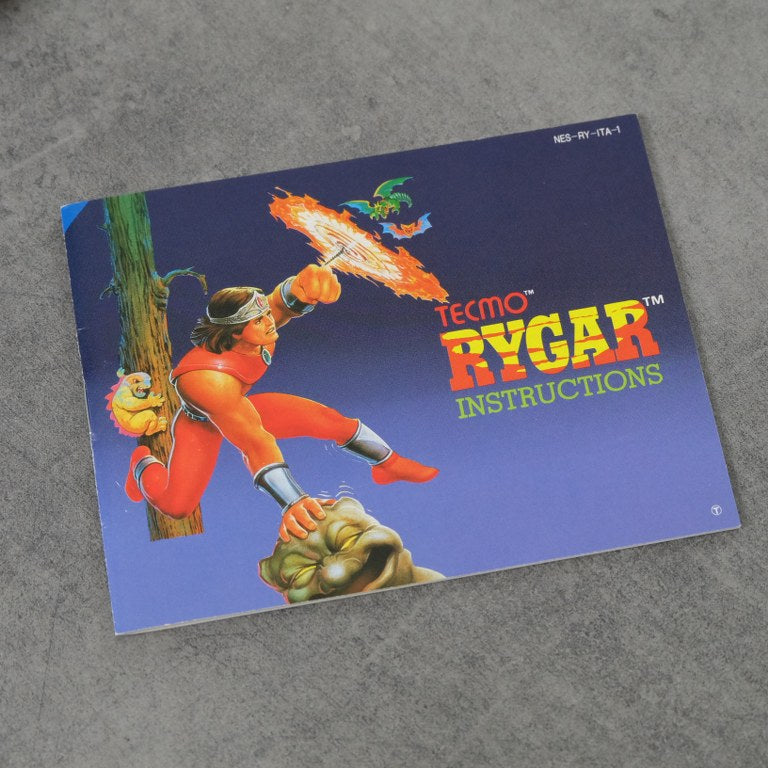 NES-RY-ITA-1
TECMO™
RYGAR™
INSTRUCTIONS
T